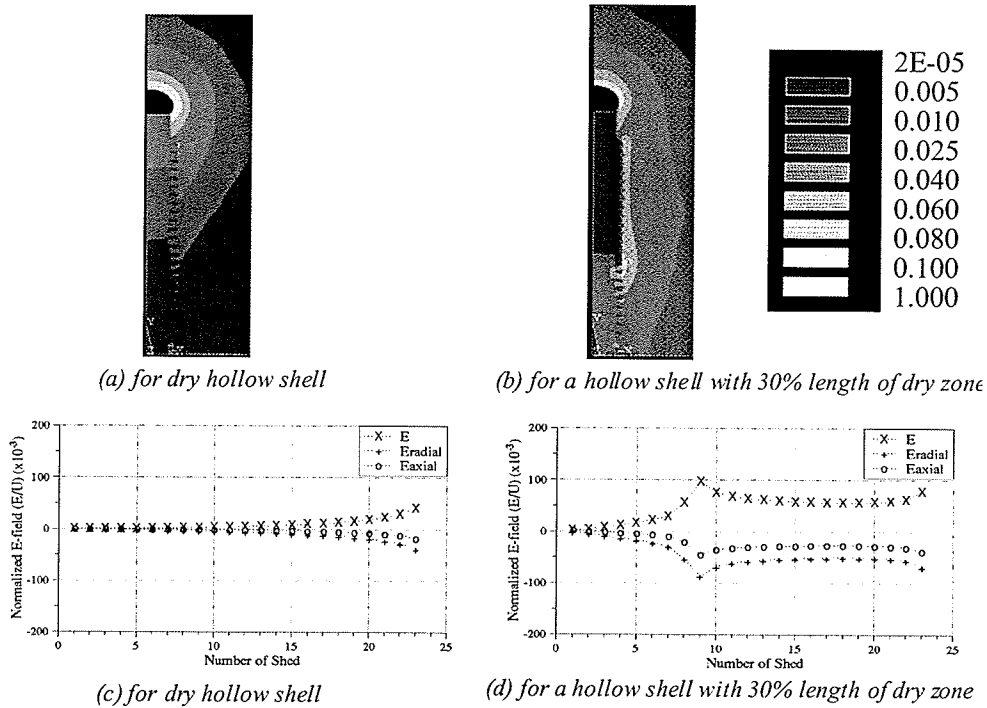 2E-05
0.005
0.010
0.025
0.040
0.060
0.080
0.100
1.000
(a) for dry hollow shell
(b) for a hollow shell with 30% length of dry zone
200
100
0
-100
-200
Normalized E-field (E/U) (x10⁻³)
E
Eradial
Eaxial
0 5 10 15 20 25
Number of Shed
(c) for dry hollow shell
200
100
0
-100
-200
Normalized E-field (E/U) (x10⁻³)
E
Eradial
Eaxial
0 5 10 15 20 25
Number of Shed
(d) for a hollow shell with 30% length of dry zone